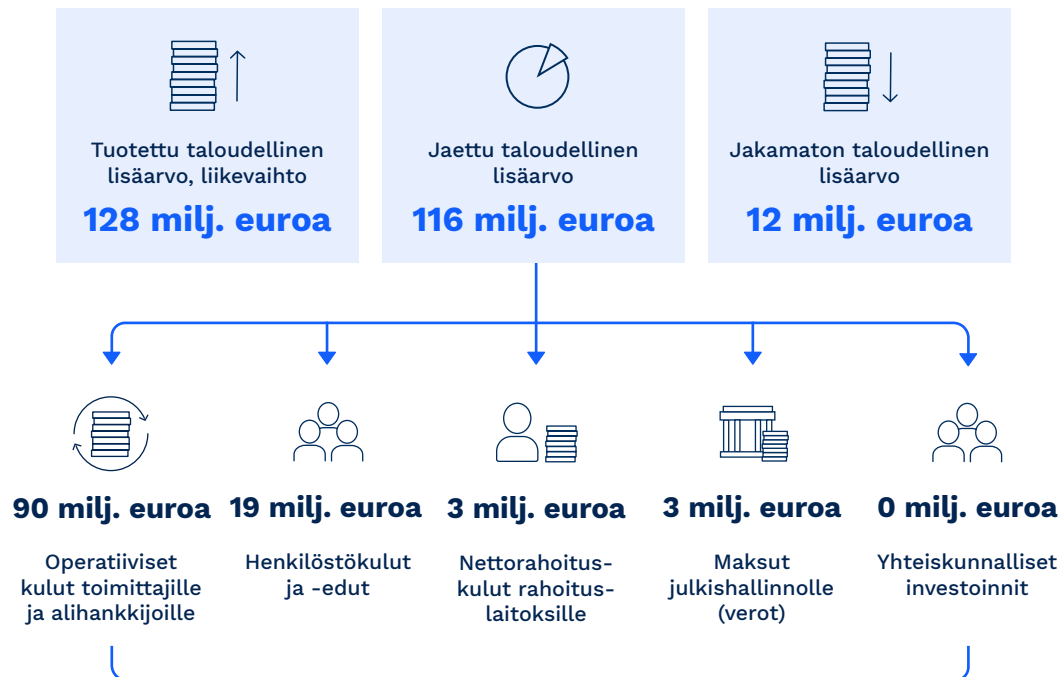 Tuotettu taloudellinen
lisäarvo, liikevaihto
128 milj. euroa
Jaettu taloudellinen
lisäarvo
116 milj. euroa
Jakamaton taloudellinen
lisäarvo
12 milj. euroa
90 milj. euroa
Operatiiviset
kulut toimittajille
ja alihankkijoille
19 milj. euroa
Henkilöstökulut
ja -edut
3 milj. euroa
Nettorahoitus-
kulut rahoitus-
laitoksille
3 milj. euroa
Maksut
julkishallinnolle
(verot)
0 milj. euroa
Yhteiskunnalliset
investoinnit